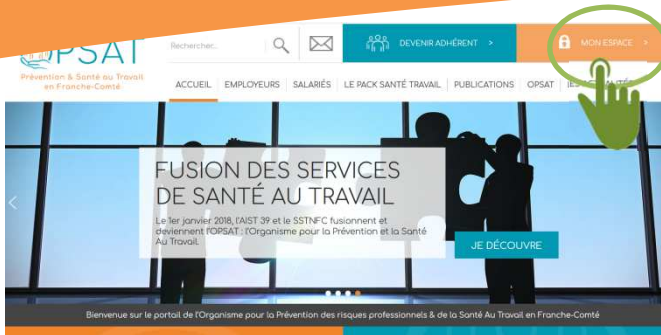 OPSAT
Prévention & Santé au Travail
en Franche-Comté
Rechercher...
DEVENIR ADHÉRENT >
MON ESPACE >
ACCUEIL EMPLOYEURS SALARIÉS LE PACK SANTÉ TRAVAIL PUBLICATIONS OPSAT
FUSION DES SERVICES
DE SANTÉ AU TRAVAIL
Le 1er janvier 2018, l'AIST 39 et le SSTNFC fusionnent et
deviennent l'OPSAT : l'Organisme pour la Prévention et la Santé
Au Travail.
JE DÉCOUVRE
Bienvenue sur le portail de l'Organisme pour la Prévention des risques professionnels & de la Santé Au Travail en Franche-Comté